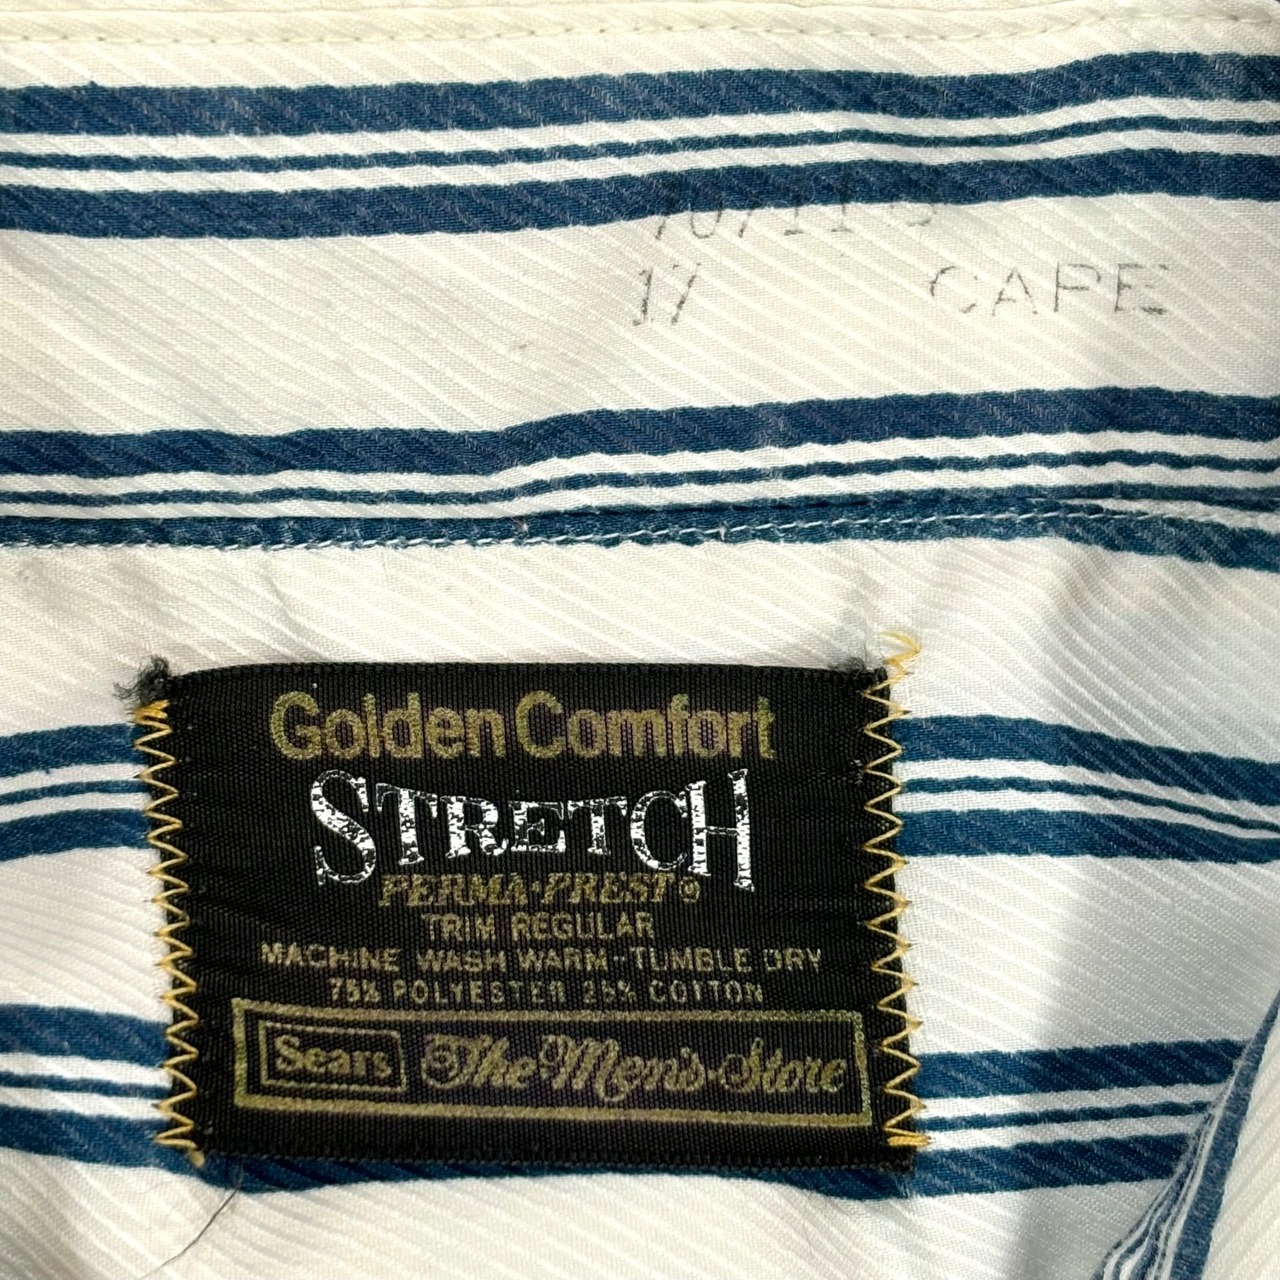 17 CAPE
Golden Comfort
STRETCH
PERMA-PREST®
TRIM REGULAR
MACHINE WASH WARM-TUMBLE DRY
75% POLYESTER 25% COTTON
Sears The Men's Store